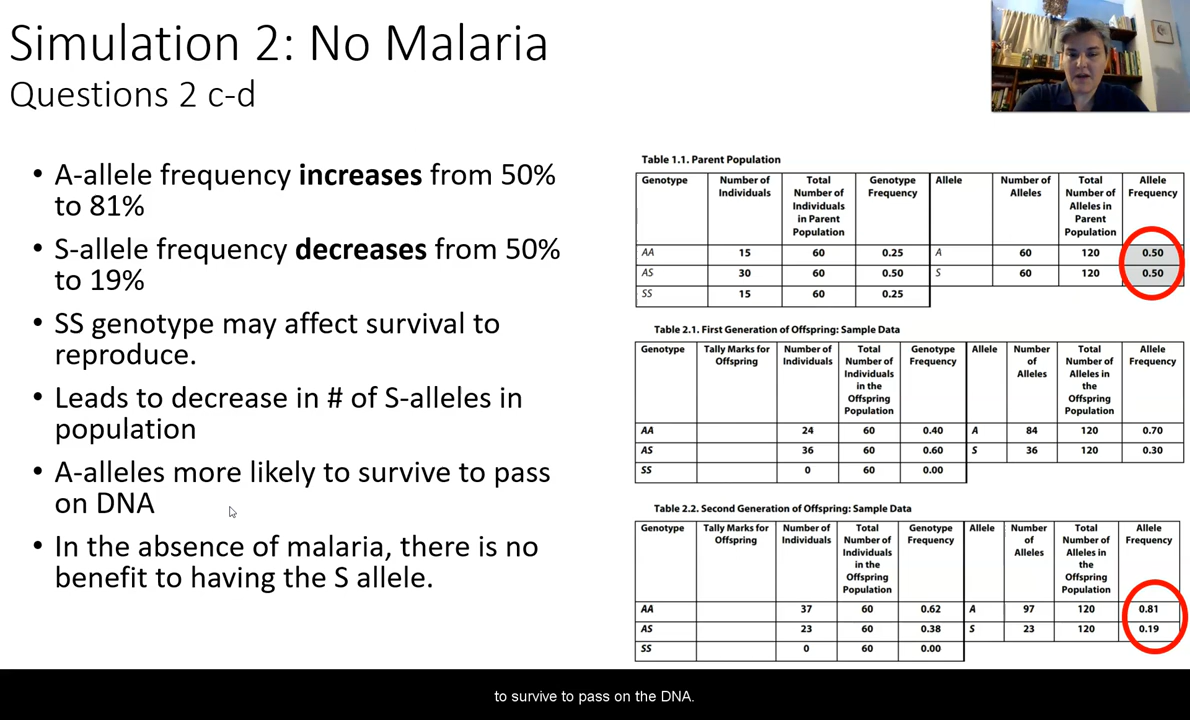 Simulation 2: No Malaria
Questions 2 c-d
• A-allele frequency increases from 50%
to 81%
• S-allele frequency decreases from 50%
to 19%
• SS genotype may affect survival to
reproduce.
• Leads to decrease in # of S-alleles in
population
• A-alleles more likely to survive to pass
on DNA
• In the absence of malaria, there is no
benefit to having the S allele.
Table 1.1. Parent Population
Genotype Number of Individuals Total Number of Individuals in Parent Population Genotype Frequency Allele Number of Alleles Total Number of Alleles in Parent Population Allele Frequency
AA 15 60 0.25 A 60 120 0.50
AS 30 60 0.50 S 60 120 0.50
SS 15 60 0.25
Table 2.1. First Generation of Offspring: Sample Data
Genotype Tally Marks for Offspring Number of Individuals Total Number of Individuals in the Offspring Population Genotype Frequency Allele Number of Alleles Total Number of Alleles in the Offspring Population Allele Frequency
AA 24 60 0.40 A 84 120 0.70
AS 36 60 0.60 S 36 120 0.30
SS 0 60 0.00
Table 2.2. Second Generation of Offspring: Sample Data
Genotype Tally Marks for Offspring Number of Individuals Total Number of Individuals in the Offspring Population Genotype Frequency Allele Number of Alleles Total Number of Alleles in the Offspring Population Allele Frequency
AA 37 60 0.62 A 97 120 0.81
AS 23 60 0.38 S 23 120 0.19
SS 0 60 0.00
to survive to pass on the DNA.